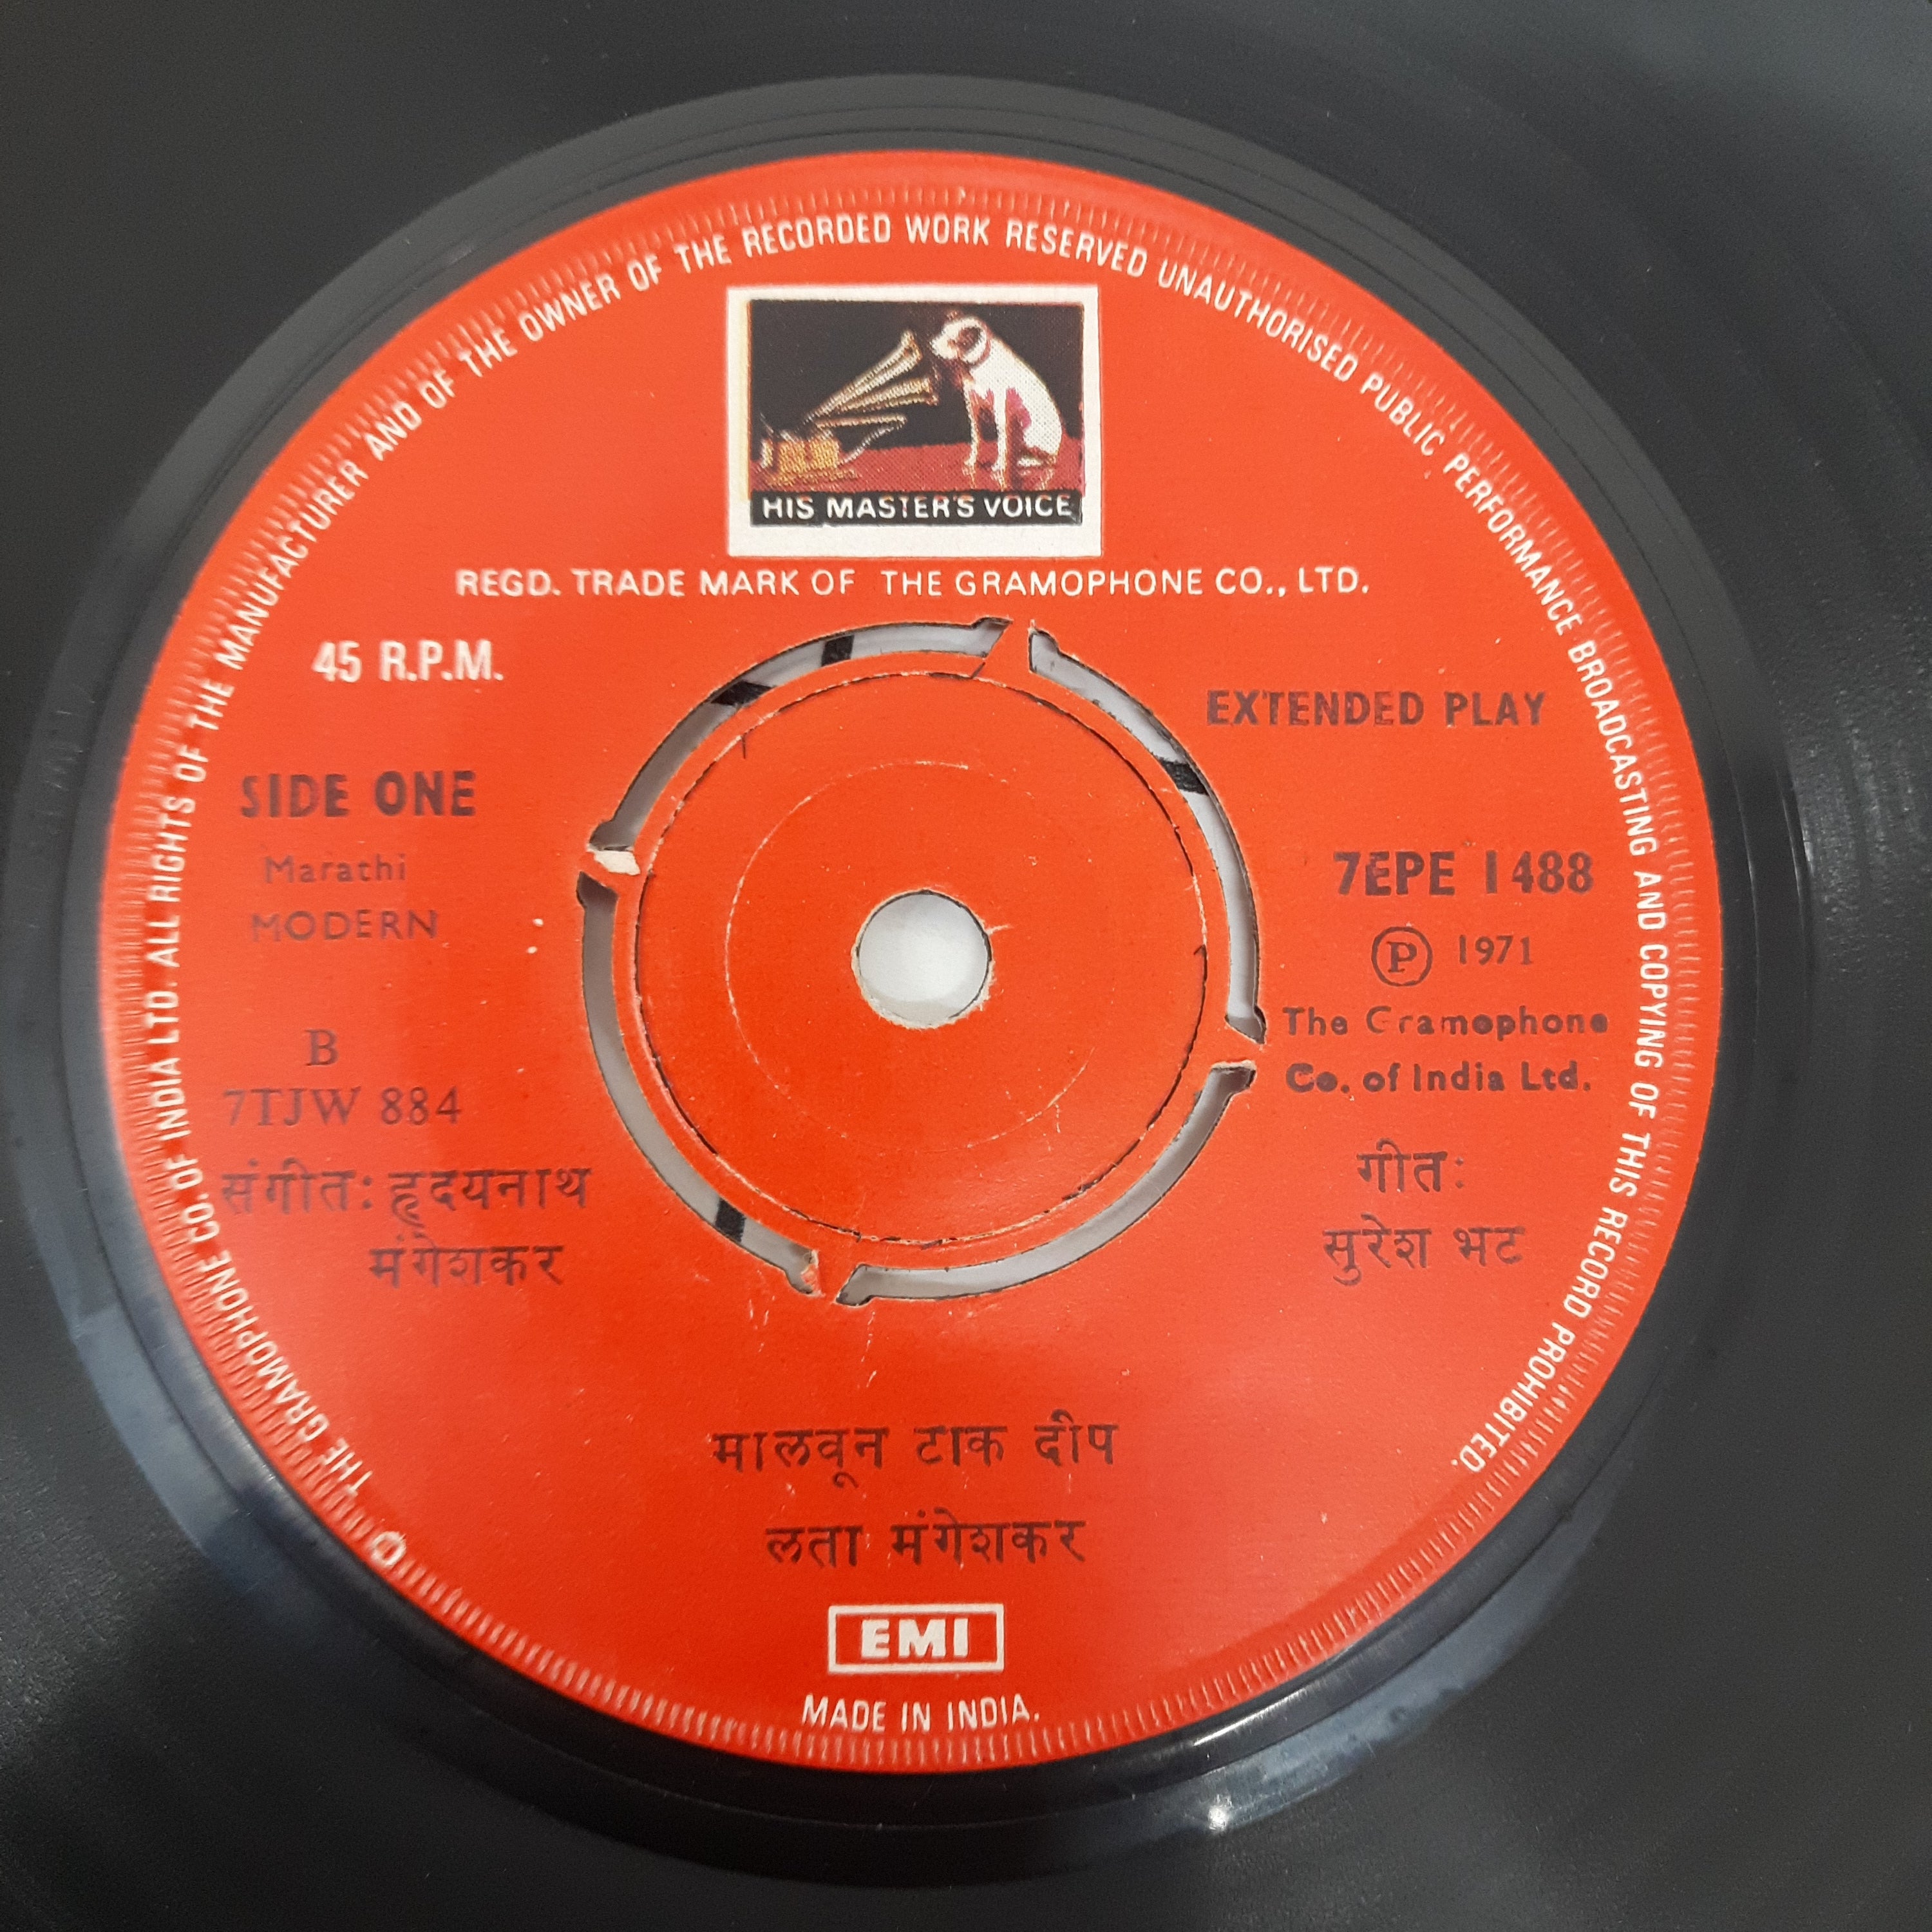 THE GRAMOPHONE CO. OF INDIA LTD. ALL RIGHTS OF THE MANUFACTURER AND OF THE OWNER OF THE RECORDED WORK RESERVED UNAUTHORISED PUBLIC PERFORMANCE BROADCASTING AND COPYING OF THIS RECORD PROHIBITED.
HIS MASTER'S VOICE
REGD. TRADE MARK OF THE GRAMOPHONE CO., LTD.
45 R.P.M.
EXTENDED PLAY
SIDE ONE
Marathi
MODERN
7EPE 1488
Ⓟ 1971
The Gramophone
Co. of India Ltd.
B
7TJW 884
संगीत: हृदयनाथ
मंगेशकर
गीत:
सुरेश भट
मालवून टाक दीप
लता मंगेशकर
EMI
MADE IN INDIA.